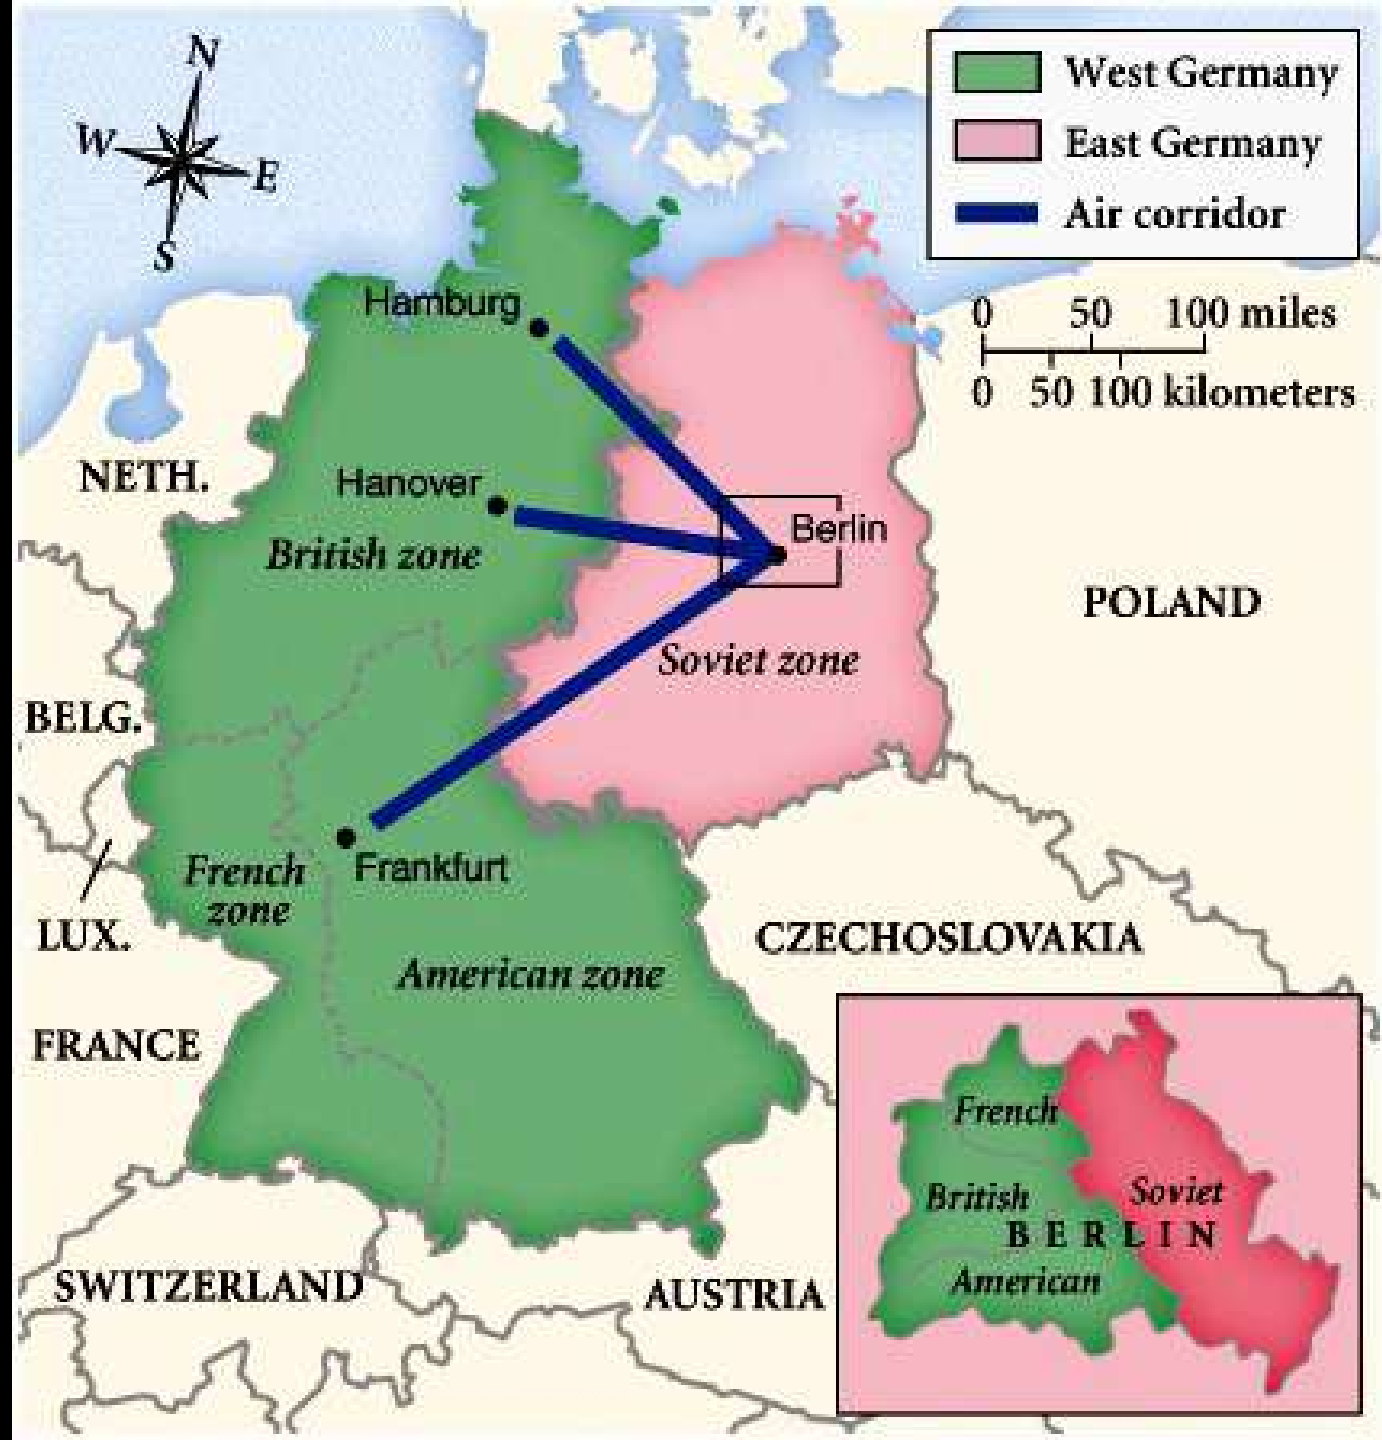 N
W
E
S
West Germany
East Germany
Air corridor
0 50 100 miles
0 50 100 kilometers
Hamburg
NETH.
Hanover
Berlin
British zone
POLAND
Soviet zone
BELG.
French
zone
Frankfurt
LUX.
CZECHOSLOVAKIA
American zone
FRANCE
French
British
Soviet
BERLIN
American
SWITZERLAND
AUSTRIA